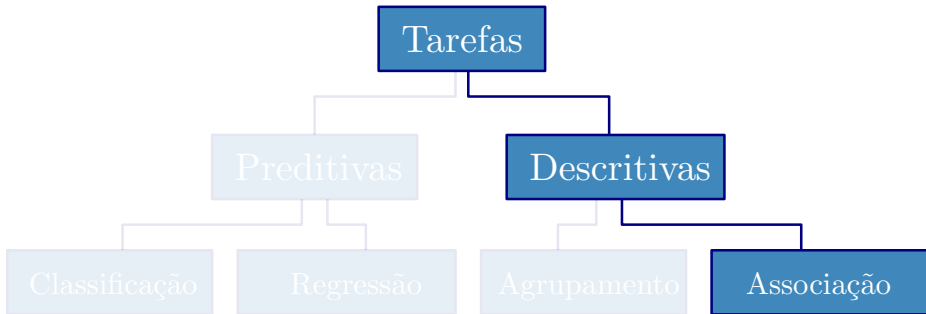 Tarefas
Preditivas
Descritivas
Classificação
Regressão
Agrupamento
Associação